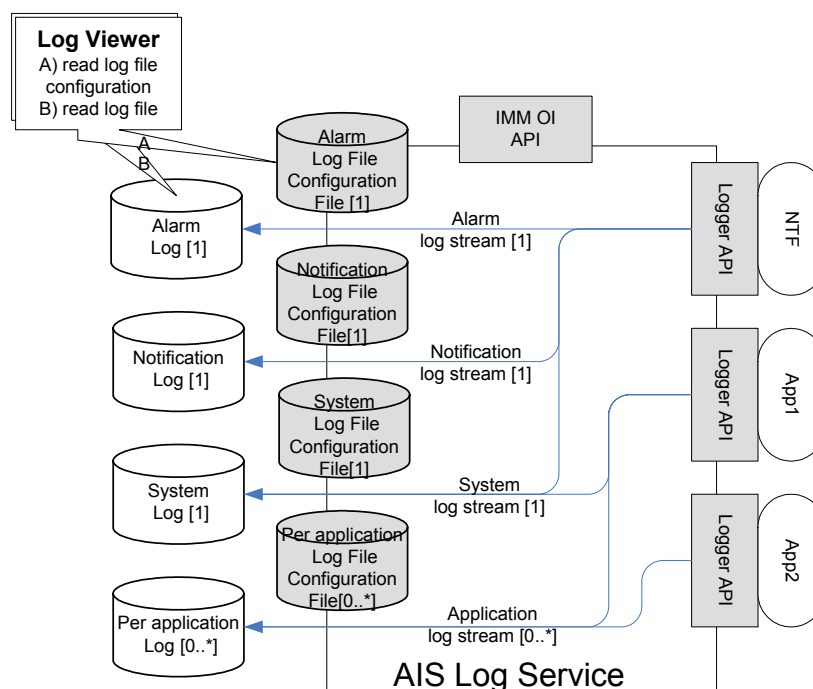 Log Viewer
A) read log file
configuration
B) read log file
A
B
Alarm
Log File
Configuration
File [1]
IMM OI
API
Alarm
Log [1]
Alarm
log stream [1]
Logger API
NTF
Notification
Log File
Configuration
File[1]
Notification
Log [1]
Notification
log stream [1]
Logger API
App1
System
Log File
Configuration
File[1]
System
Log [1]
System
log stream [1]
Logger API
App2
Per application
Log File
Configuration
File[0..*]
Per application
Log [0..*]
Application
log stream [0..*]
AIS Log Service